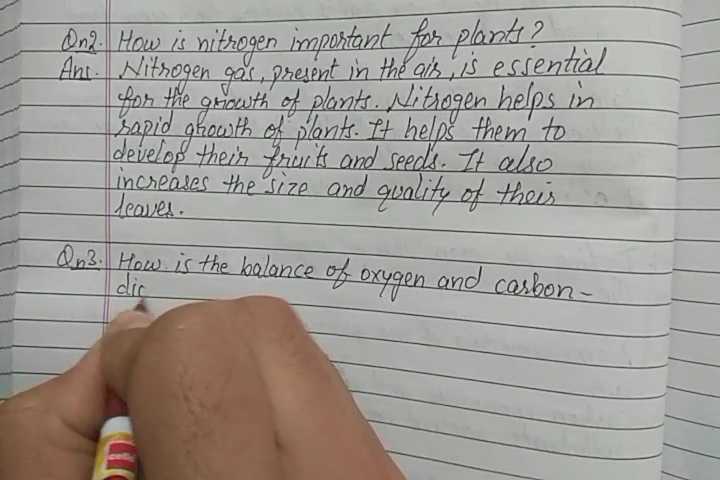 Qn2. How is nitrogen important for plants?
Ans. Nitrogen gas, present in the air, is essential
for the growth of plants. Nitrogen helps in
rapid growth of plants. It helps them to
develop their fruits and seeds. It also
increases the size and quality of their
leaves.
Qn3. How is the balance of oxygen and carbon-
dio